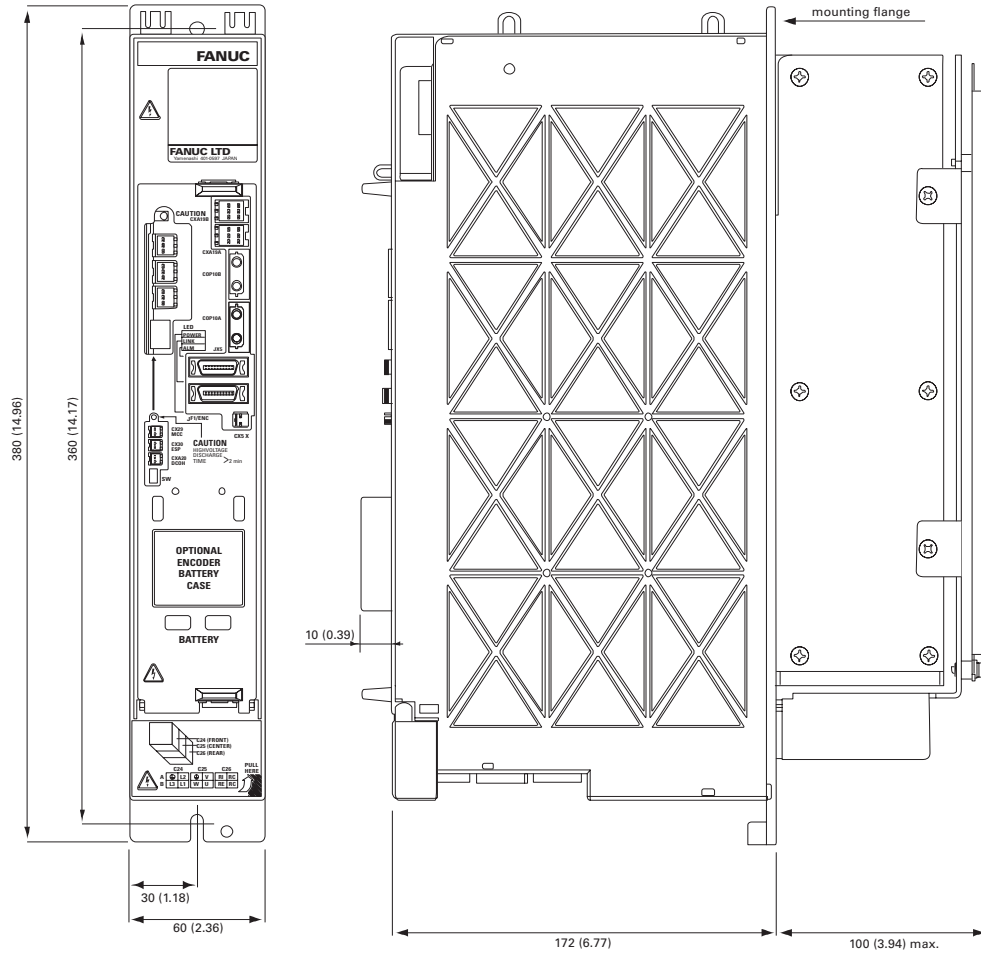 mounting flange
FANUC
FANUC LTD
Yamanashi 401-0597 JAPAN
CAUTION
CXA19B
CXA19A
COP10B
COP10A
LED
POWER
LINK
ALM
JX5
CX5 X
CX29
MCC
CX30
ESP
CXA20
DCOH
SW
CAUTION
HIGHVOLTAGE
DISCHARGE
TIME >2 min
OPTIONAL
ENCODER
BATTERY
CASE
BATTERY
C24 (FRONT)
C25 (CENTER)
C26 (REAR)
C24 C25 C26
PULL
HERE
A L2 V RI RC
B L3 L1 W U RE RC
380 (14.96)
360 (14.17)
10 (0.39)
30 (1.18)
60 (2.36)
172 (6.77)
100 (3.94) max.